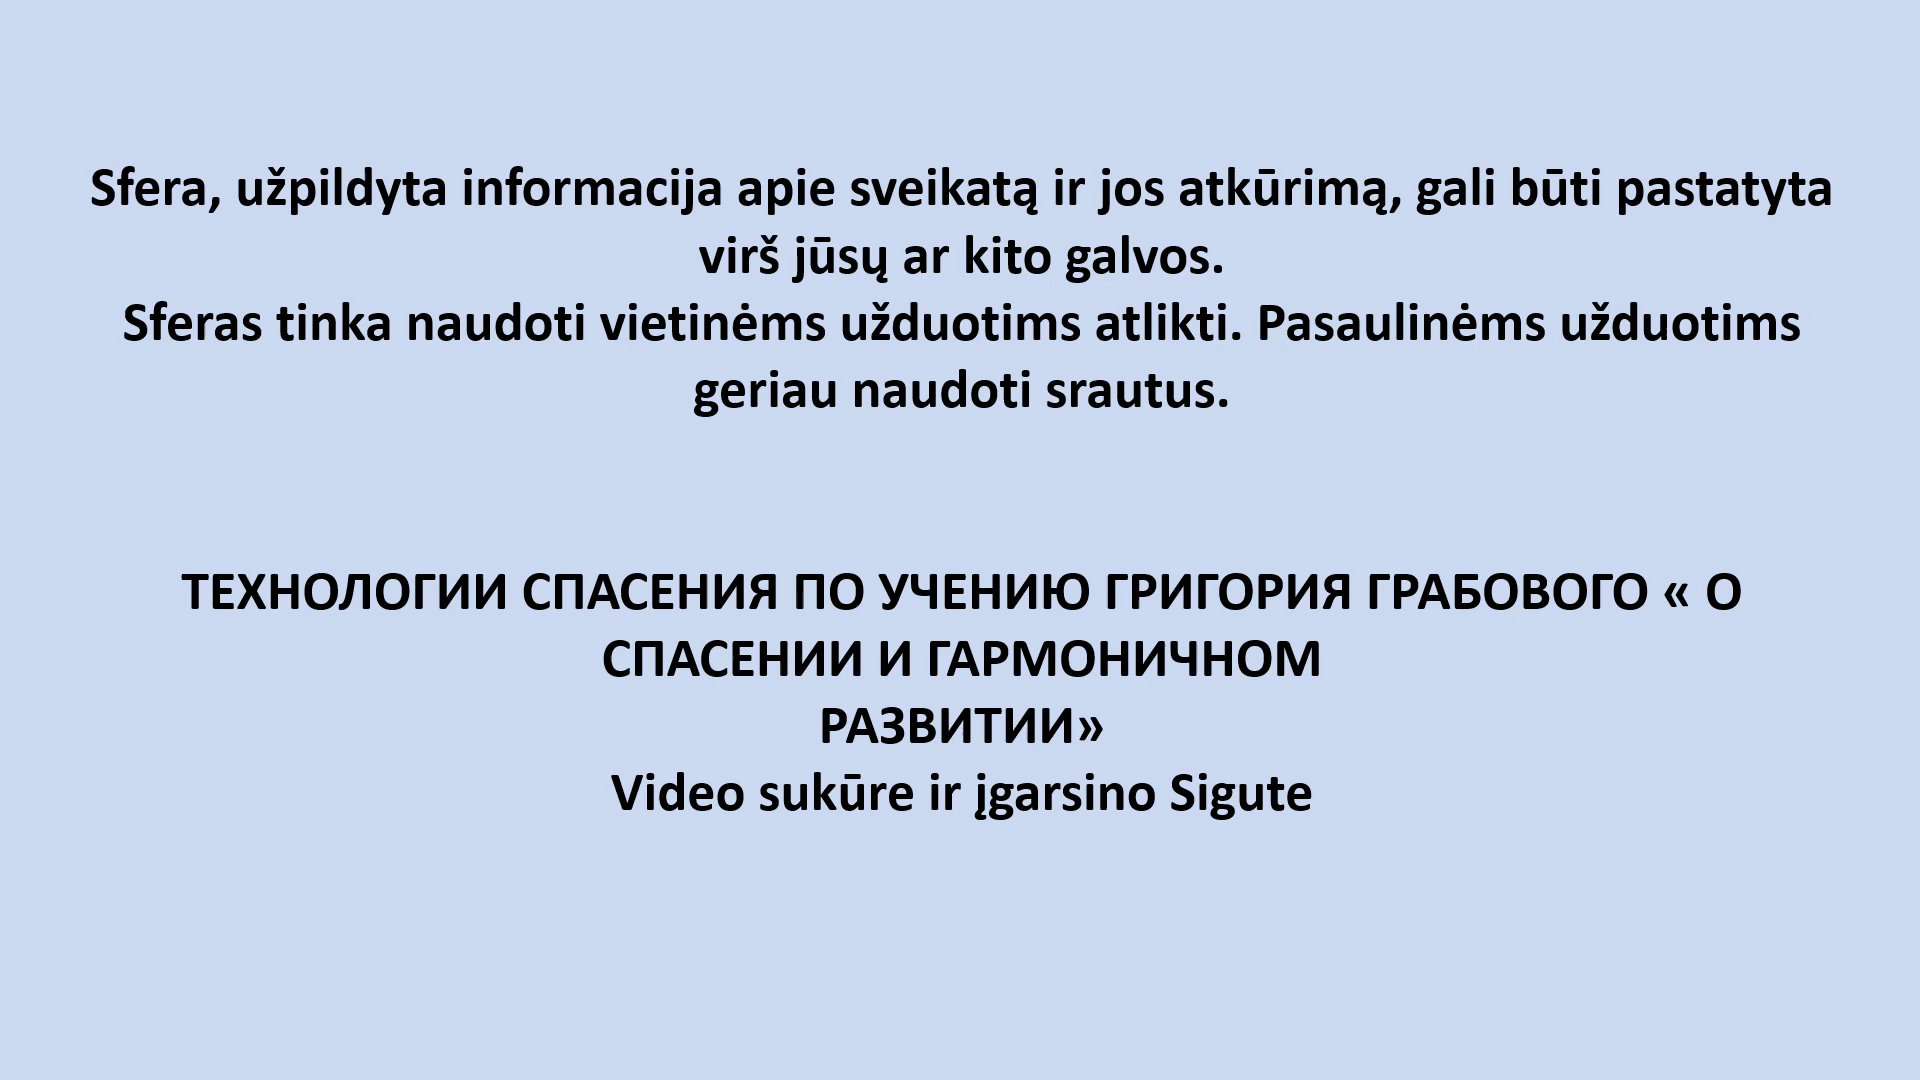 Sfera, užpildyta informacija apie sveikatą ir jos atkūrimą, gali būti pastatyta
virš jūsų ar kito galvos.
Sferas tinka naudoti vietinėms užduotims atlikti. Pasaulinėms užduotims
geriau naudoti srautus.
ТЕХНОЛОГИИ СПАСЕНИЯ ПО УЧЕНИЮ ГРИГОРИЯ ГРАБОВОГО « О
СПАСЕНИИ И ГАРМОНИЧНОМ
РАЗВИТИИ»
Video sukūre ir įgarsino Sigute